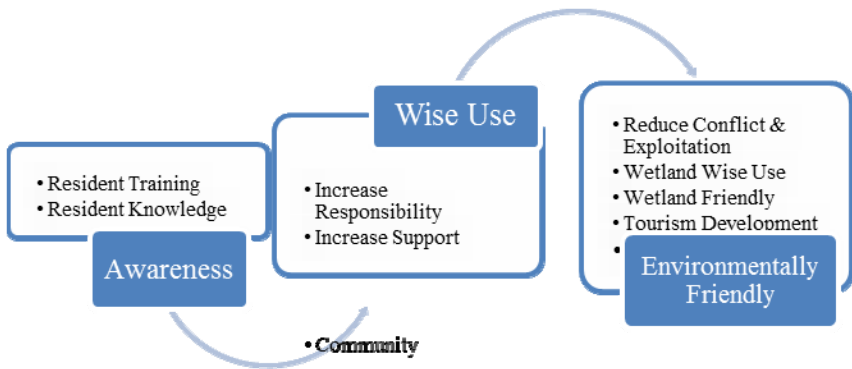 • Resident Training
• Resident Knowledge
Awareness
Wise Use
• Increase
Responsibility
• Increase Support
• Community
• Reduce Conflict &
Exploitation
• Wetland Wise Use
• Wetland Friendly
• Tourism Development
•
Environmentally
Friendly